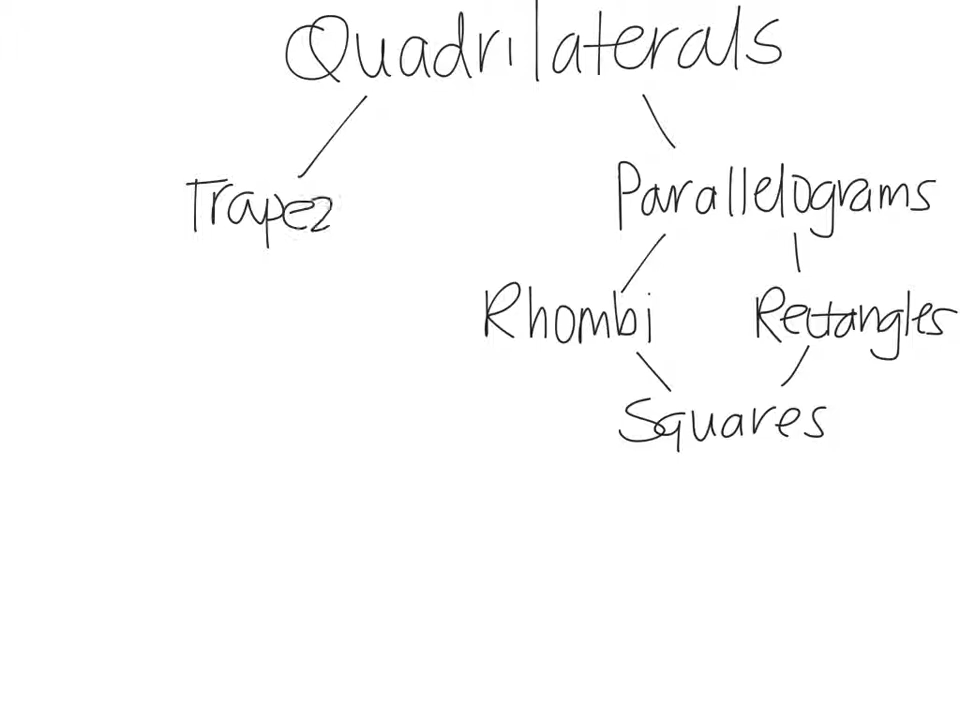 Quadrilaterals
Trapez
Parallelograms
Rhombi
Rectangles
Squares